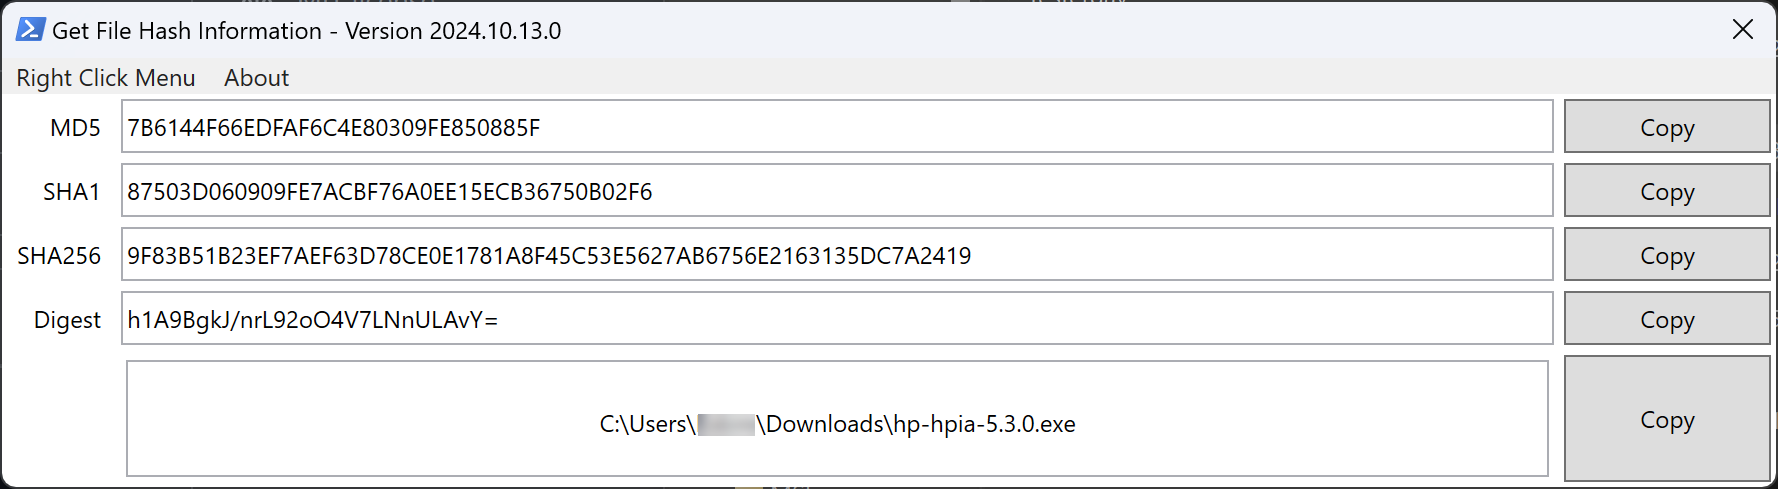 Get File Hash Information - Version 2024.10.13.0
Right Click Menu About
MD5 7B6144F66EDFAF6C4E80309FE850885F Copy
SHA1 87503D060909FE7ACBF76A0EE15ECB36750B02F6 Copy
SHA256 9F83B51B23EF7AEF63D78CE0E1781A8F45C53E5627AB6756E2163135DC7A2419 Copy
Digest h1A9BgkJ/nrL92oO4V7LNnULAvY= Copy
C:\Users\ \Downloads\hp-hpia-5.3.0.exe Copy